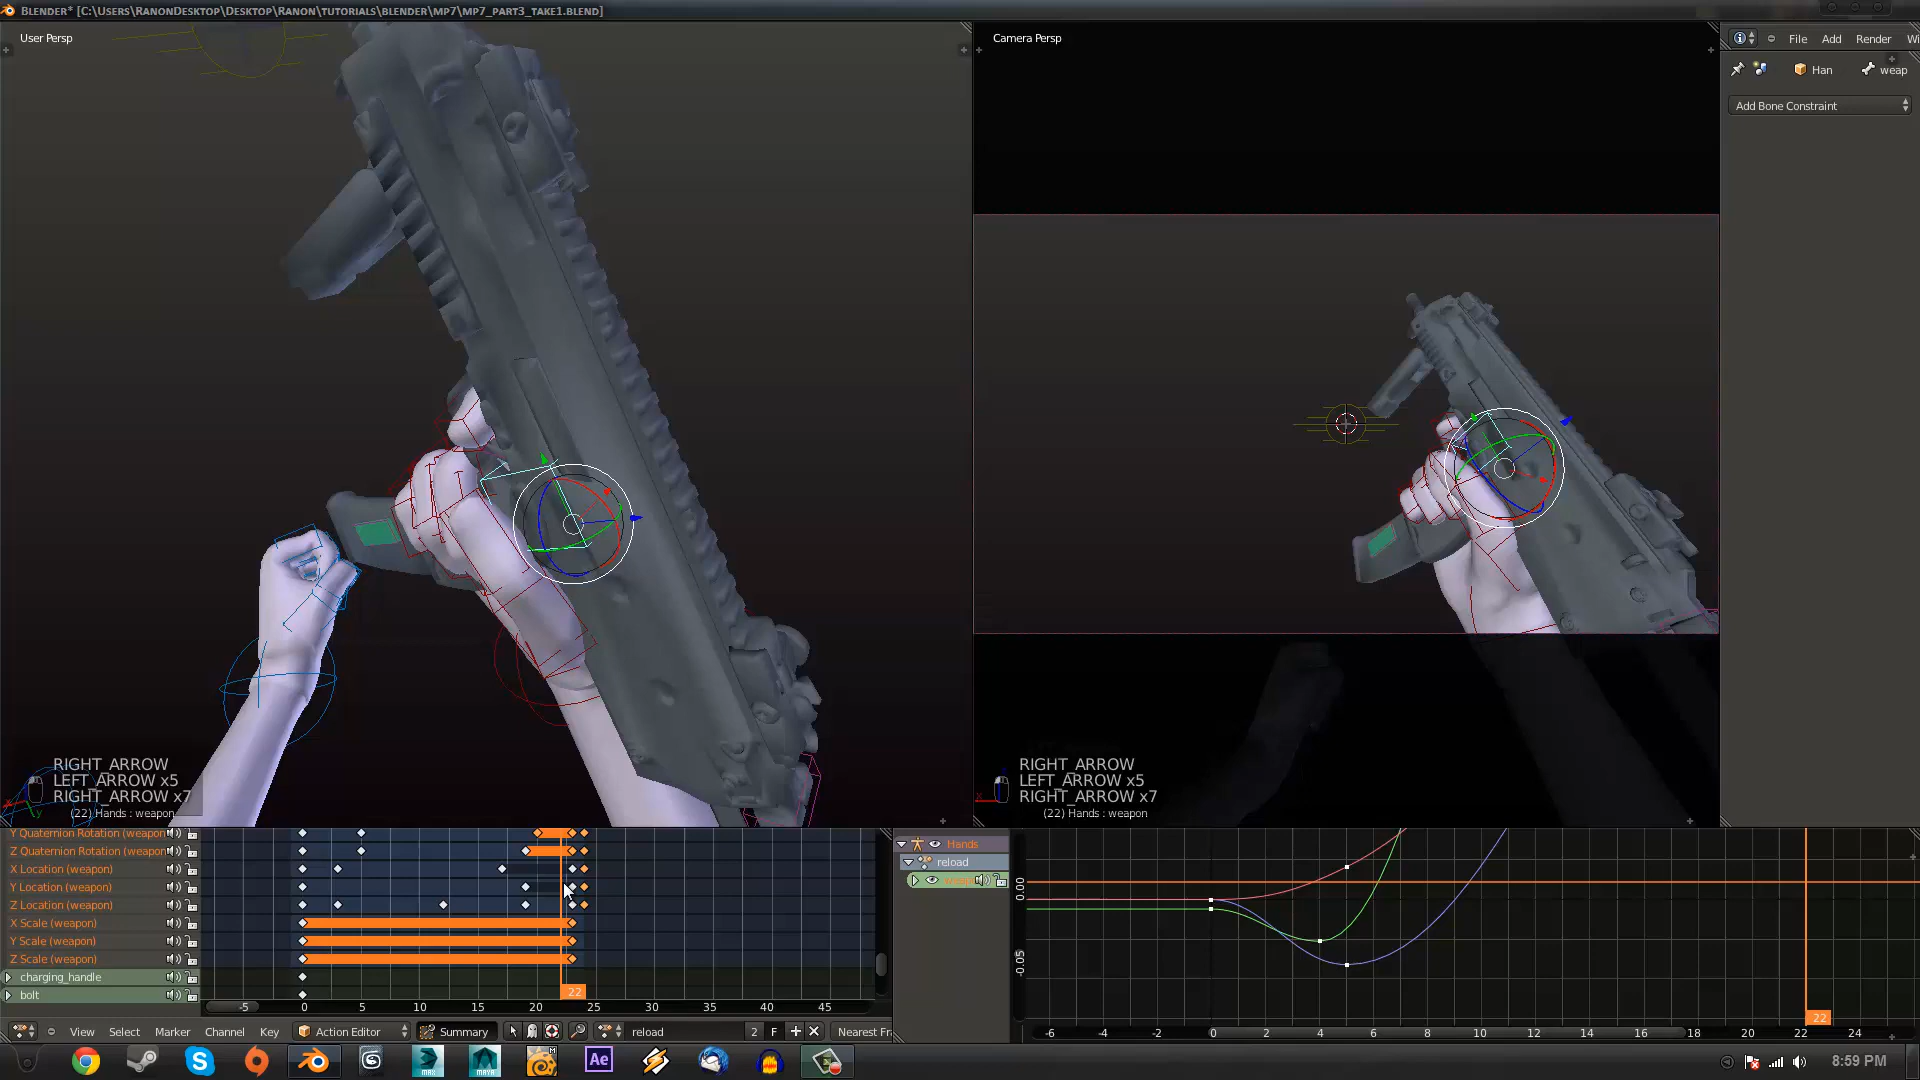 BLENDER* [C:\USERS\RANONDESKTOP\DESKTOP\RANON\TUTORIALS\BLENDER\MP7\MP7_PART3_TAKE1.BLEND]
User Persp
Camera Persp
File Add Render Wi
Han weap
Add Bone Constraint
RIGHT_ARROW
LEFT_ARROW x5
RIGHT_ARROW x7
(22) Hands : weapon
RIGHT_ARROW
LEFT_ARROW x5
RIGHT_ARROW x7
(22) Hands : weapon
Y Quaternion Rotation (weapon
Z Quaternion Rotation (weapon
X Location (weapon)
Y Location (weapon)
Z Location (weapon)
X Scale (weapon)
Y Scale (weapon)
Z Scale (weapon)
charging_handle
bolt
22
-5 0 5 10 15 20 25 30 35 40 45
Hands
reload
0.00
-0.05
22
-6 -4 -2 0 2 4 6 8 10 12 14 16 18 20 22 24
View Select Marker Channel Key Action Editor Summary reload 2 F Nearest Fr
MAX
MAYA
Ae
8:59 PM